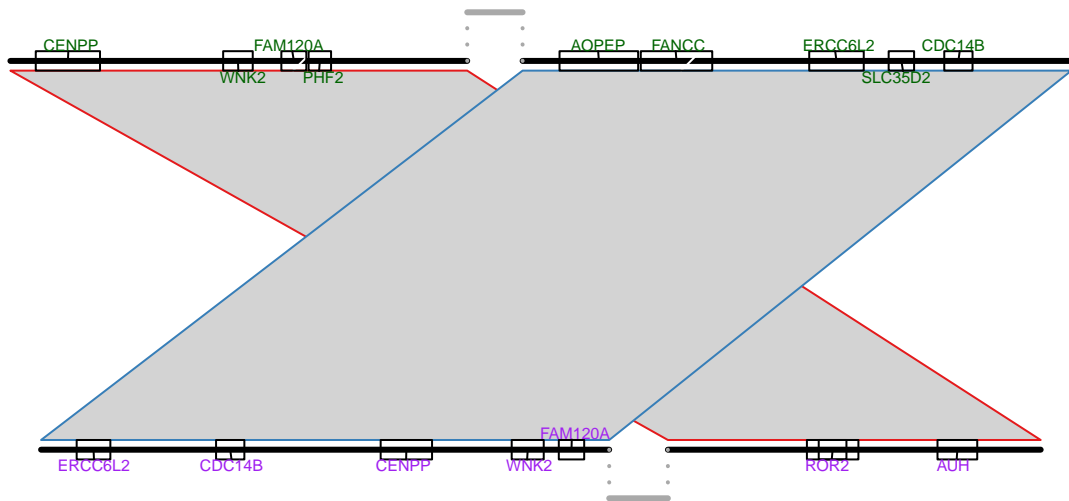 CENPP FAM120A AOPEP FANCC ERCC6L2 CDC14B
WNK2 PHF2 SLC35D2
FAM120A
ERCC6L2 CDC14B CENPP WNK2 ROR2 AUH